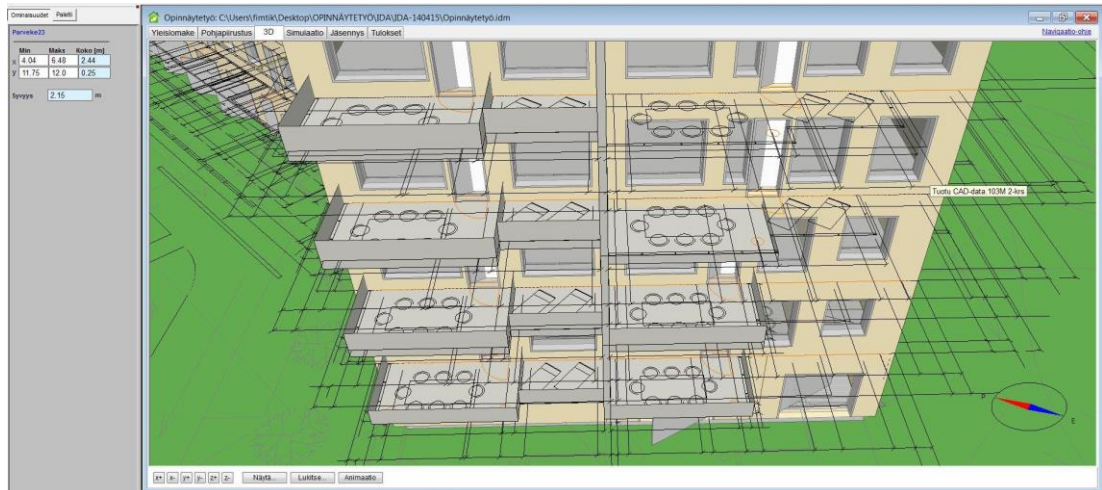 Ominaisuudet Paletti
Parveke23
Min Maks Koko [m]
x 4.04 6.48 2.44
y 11.75 12.0 0.25
Syvyys 2.15 m
Opinnäytetyö: C:\Users\fimtik\Desktop\OPINNÄYTETYÖ\IDA\IDA-140415\Opinnäytetyö.idm
Yleislomake Pohjapiirustus 3D Simulaatio Jäsennys Tulokset
Navigaatio-ohje
Tuotu CAD-data 103M 2-krs
P
E
x+ x- y+ y- z+ z- Näytä... Lukitse... Animaatio